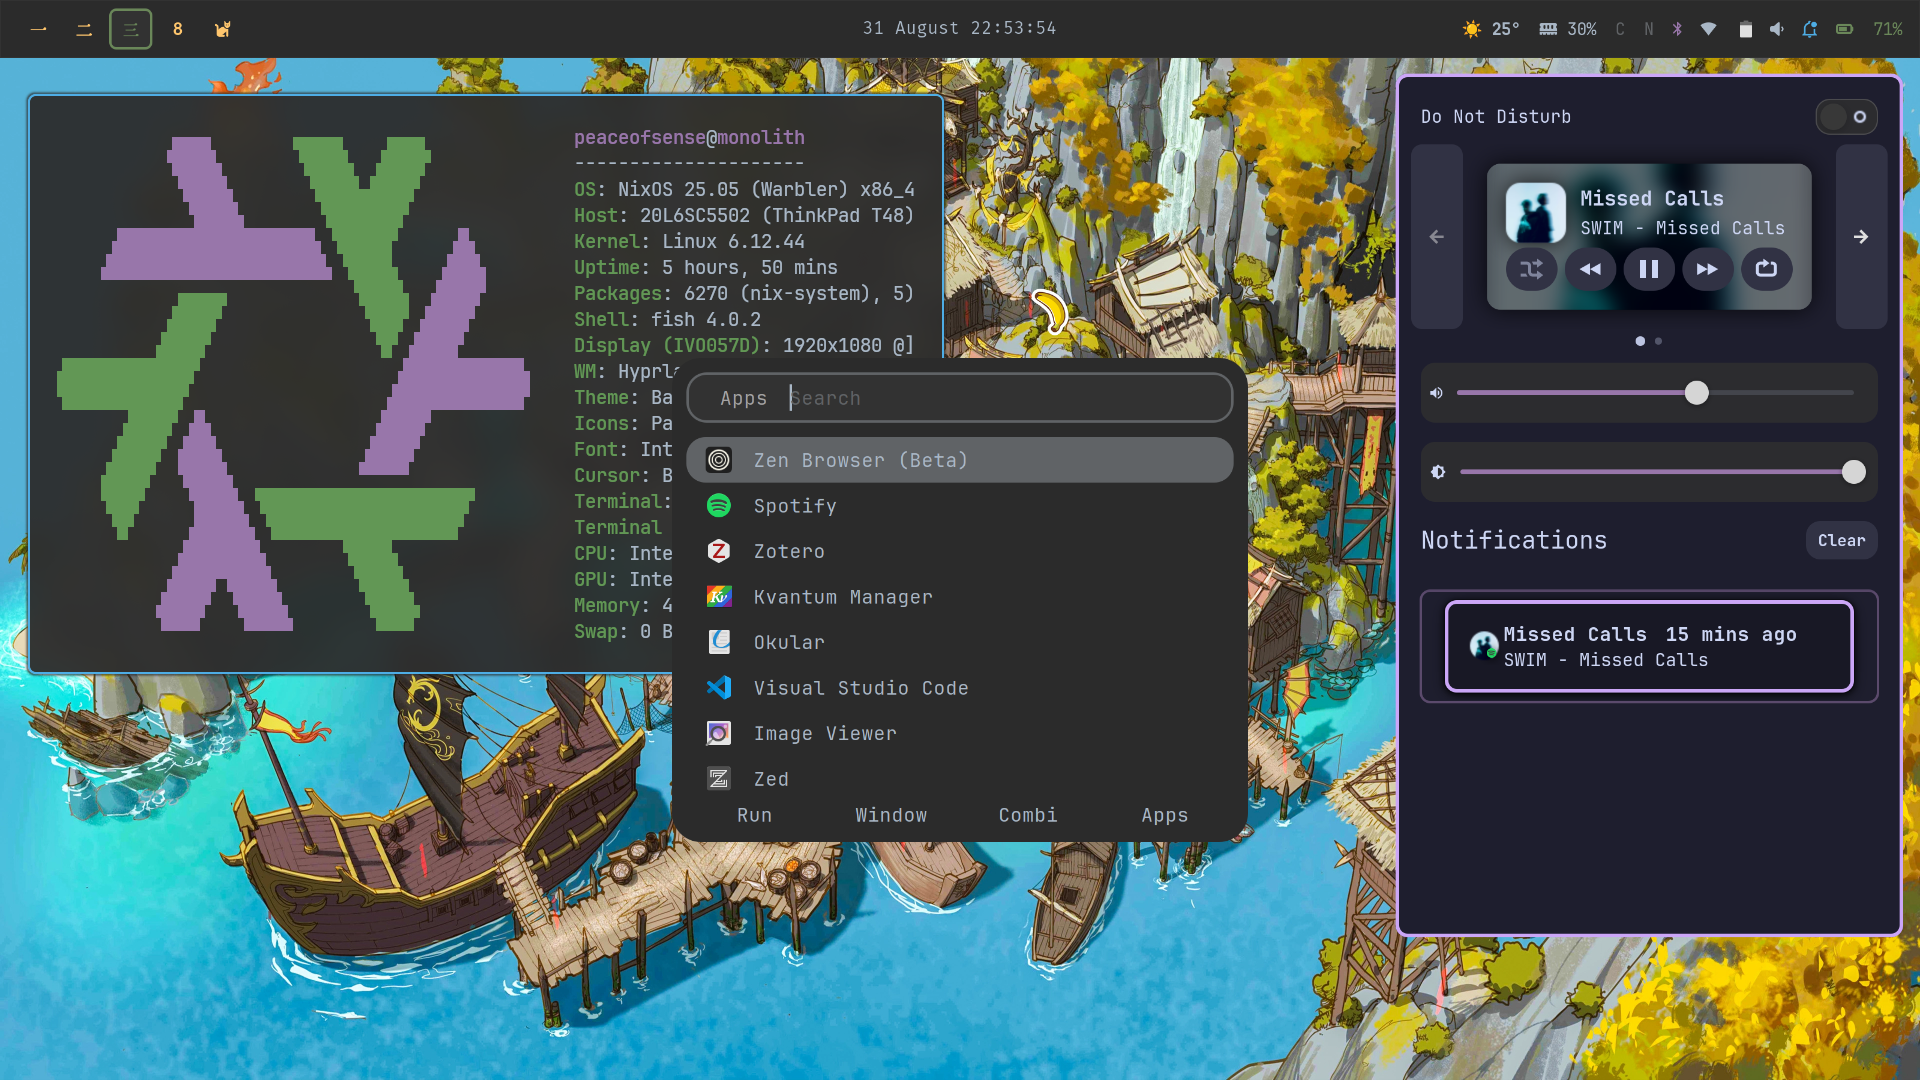 一 二 三 8
31 August 22:53:54
25° 30% C N 71%
peaceofsense@monolith
---------------------
OS: NixOS 25.05 (Warbler) x86_4
Host: 20L6SC5502 (ThinkPad T48)
Kernel: Linux 6.12.44
Uptime: 5 hours, 50 mins
Packages: 6270 (nix-system), 5)
Shell: fish 4.0.2
Display (IVO057D): 1920x1080 @]
WM: Hyprl
Theme: Ba
Icons: Pa
Font: Int
Cursor: B
Terminal:
Terminal
CPU: Inte
GPU: Inte
Memory: 4
Swap: 0 B
Apps Search
Zen Browser (Beta)
Spotify
Zotero
Kvantum Manager
Okular
Visual Studio Code
Image Viewer
Zed
Run Window Combi Apps
Do Not Disturb
Missed Calls
SWIM - Missed Calls
Notifications
Clear
Missed Calls 15 mins ago
SWIM - Missed Calls